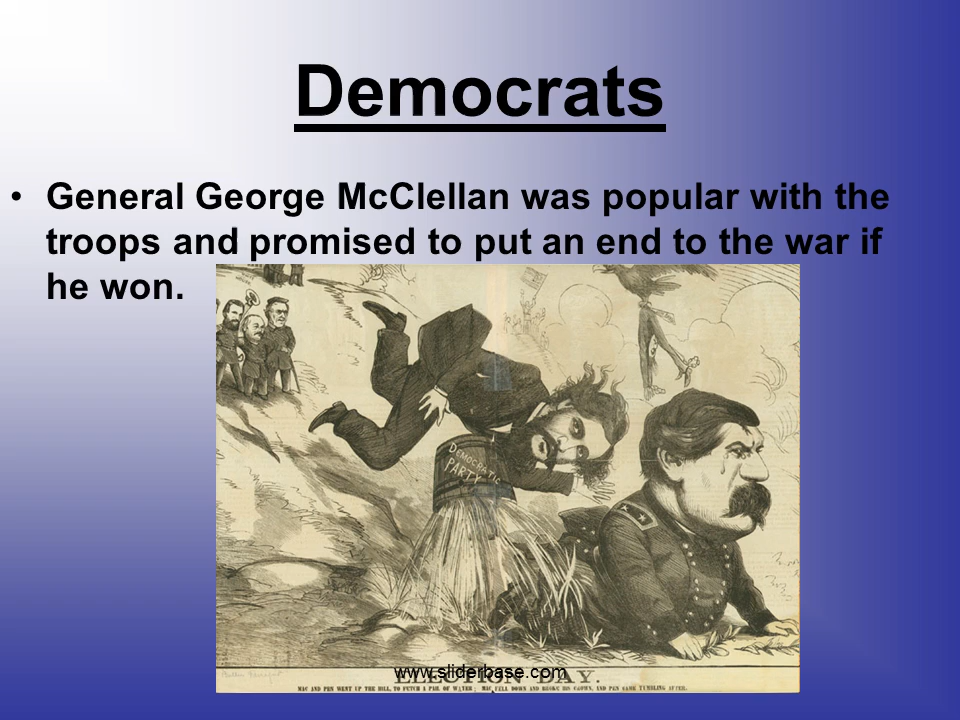 Democrats
• General George McClellan was popular with the
troops and promised to put an end to the war if
he won.
DEMOCRATIC
PARTY
www.sliderbase.com
ELECTION DAY.
MAC AND PEN WENT UP THE HILL, TO FETCH A PAIL OF WATER; MAC FELL DOWN AND BROKE HIS CROWN, AND PEN CAME TUMBLING AFTER.